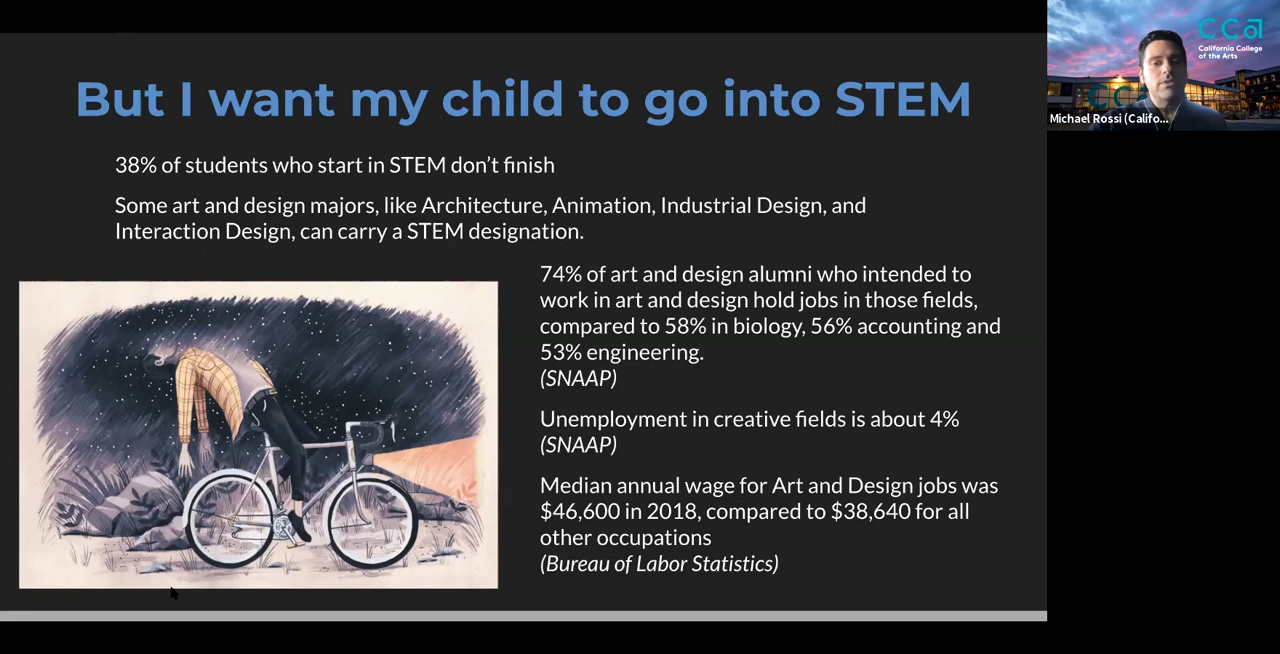 But I want my child to go into STEM
38% of students who start in STEM don’t finish
Some art and design majors, like Architecture, Animation, Industrial Design, and
Interaction Design, can carry a STEM designation.
74% of art and design alumni who intended to
work in art and design hold jobs in those fields,
compared to 58% in biology, 56% accounting and
53% engineering.
(SNAAP)
Unemployment in creative fields is about 4%
(SNAAP)
Median annual wage for Art and Design jobs was
$46,600 in 2018, compared to $38,640 for all
other occupations
(Bureau of Labor Statistics)
cca
California College
of the Arts
Michael Rossi (Califo...